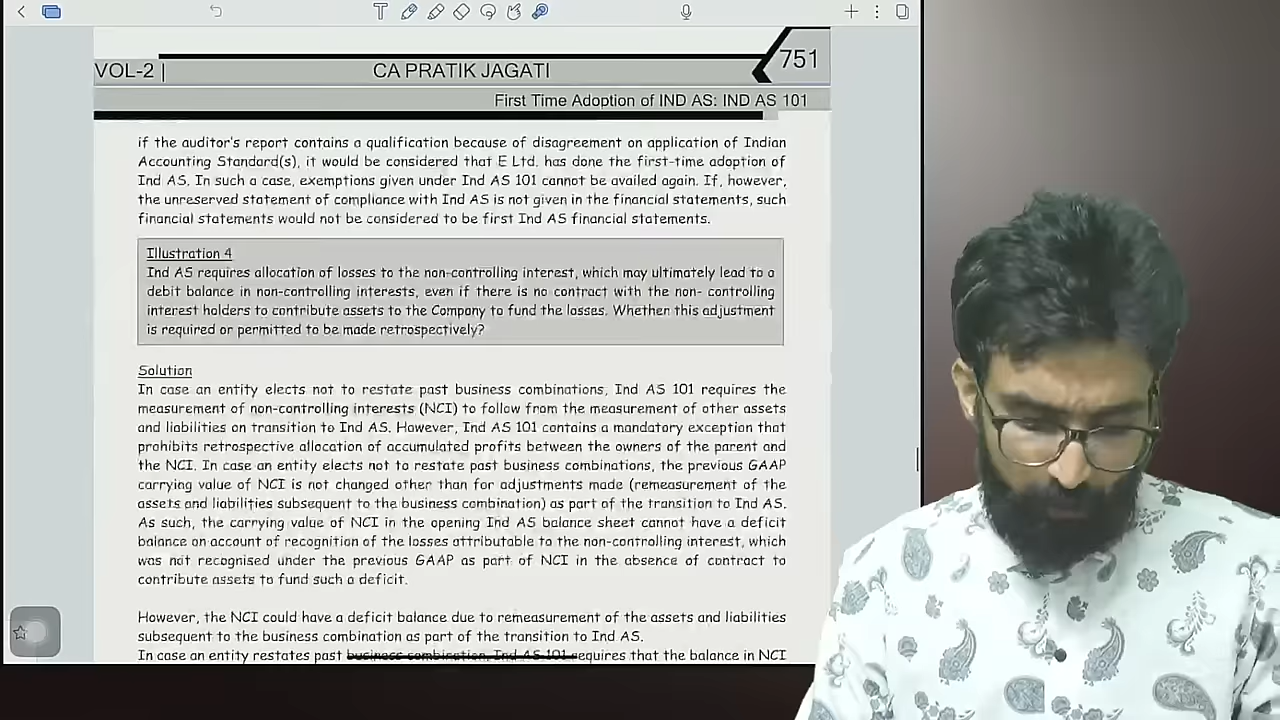 751
VOL-2 | CA PRATIK JAGATI
First Time Adoption of IND AS: IND AS 101
if the auditor's report contains a qualification because of disagreement on application of Indian
Accounting Standard(s), it would be considered that E Ltd. has done the first-time adoption of
Ind AS. In such a case, exemptions given under Ind AS 101 cannot be availed again. If, however,
the unreserved statement of compliance with Ind AS is not given in the financial statements, such
financial statements would not be considered to be first Ind AS financial statements.
Illustration 4
Ind AS requires allocation of losses to the non-controlling interest, which may ultimately lead to a
debit balance in non-controlling interests, even if there is no contract with the non- controlling
interest holders to contribute assets to the Company to fund the losses. Whether this adjustment
is required or permitted to be made retrospectively?
Solution
In case an entity elects not to restate past business combinations, Ind AS 101 requires the
measurement of non-controlling interests (NCI) to follow from the measurement of other assets
and liabilities on transition to Ind AS. However, Ind AS 101 contains a mandatory exception that
prohibits retrospective allocation of accumulated profits between the owners of the parent and
the NCI. In case an entity elects not to restate past business combinations, the previous GAAP
carrying value of NCI is not changed other than for adjustments made (remeasurement of the
assets and liabilities subsequent to the business combination) as part of the transition to Ind AS.
As such, the carrying value of NCI in the opening Ind AS balance sheet cannot have a deficit
balance on account of recognition of the losses attributable to the non-controlling interest, which
was not recognised under the previous GAAP as part of NCI in the absence of contract to
contribute assets to fund such a deficit.
However, the NCI could have a deficit balance due to remeasurement of the assets and liabilities
subsequent to the business combination as part of the transition to Ind AS.
In case an entity restates past business combination, Ind AS 101 requires that the balance in NCI